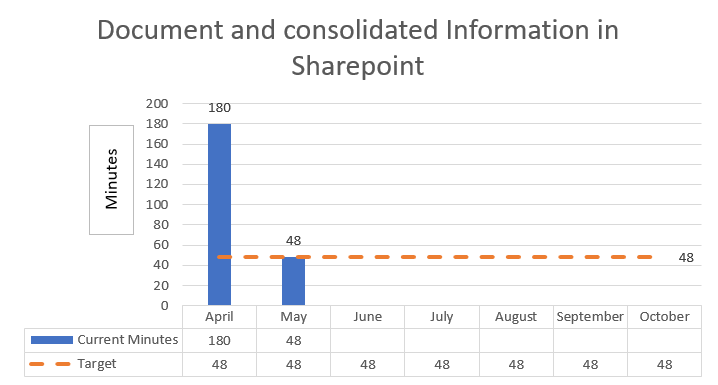 Document and consolidated Information in
Sharepoint
Minutes
200
180
160
140
120
100
80
60
40
20
0
180
48
48
April May June July August September October
Current Minutes 180 48
Target 48 48 48 48 48 48 48